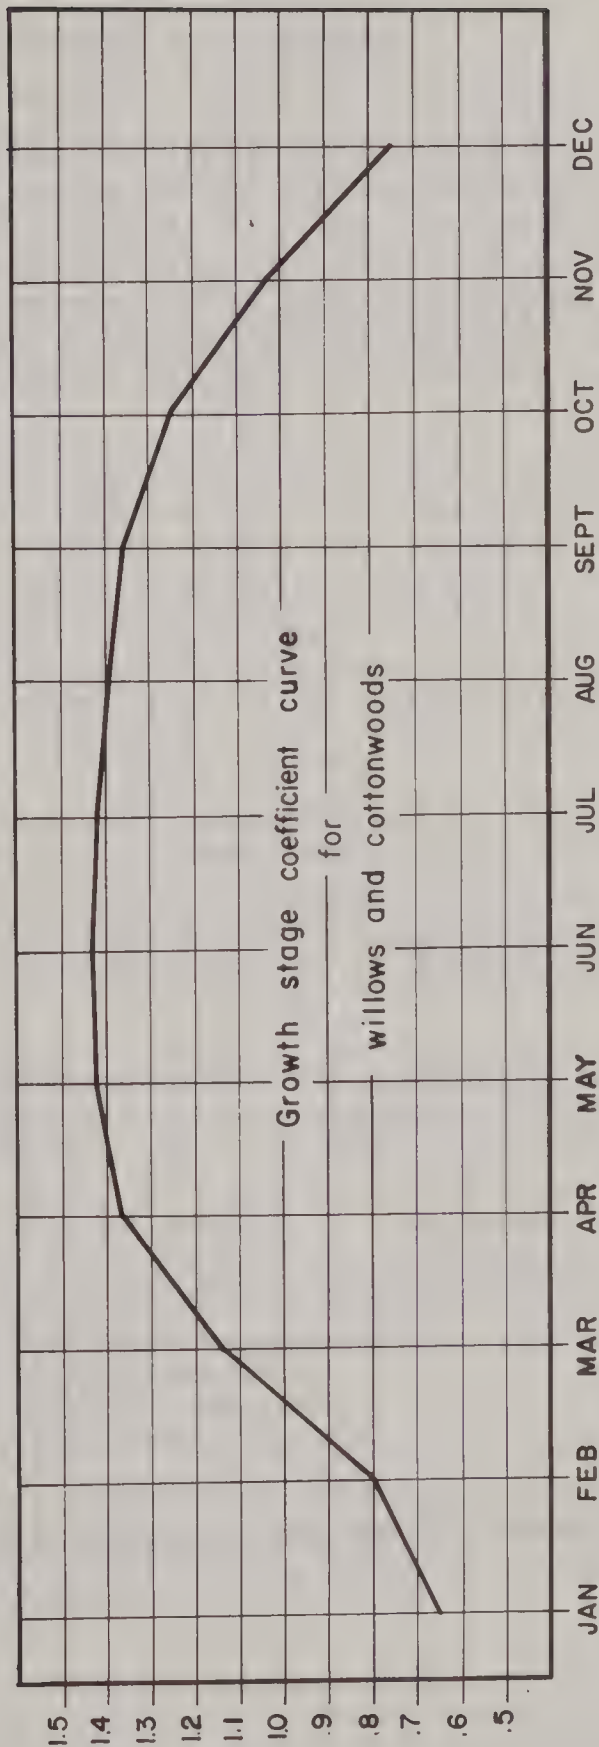 Growth stage coefficient curve
for
willows and cottonwoods
1.5
1.4
1.3
1.2
1.1
1.0
.9
.8
.7
.6
.5
JAN FEB MAR APR MAY JUN JUL AUG SEPT OCT NOV DEC